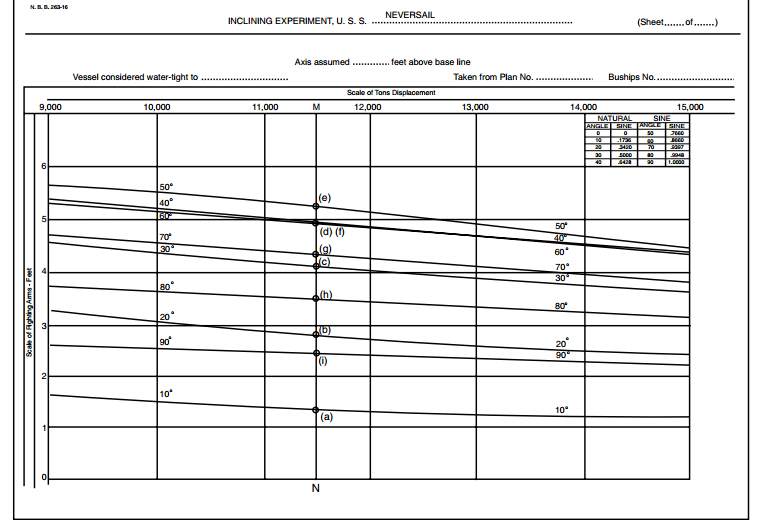 N. B. B. 263-16
NEVERSAIL
INCLINING EXPERIMENT, U. S. S. ........................................................ (Sheet.......of.......)
Axis assumed ............ feet above base line
Vessel considered water-tight to ............................ Taken from Plan No. .................. Buships No.........................
Scale of Tons Displacement
9,000 10,000 11,000 M 12,000 13,000 14,000 15,000
NATURAL SINE
ANGLE SINE ANGLE SINE
0 0 50 .7660
10 .1736 60 .8660
20 .3420 70 .9397
30 .5000 80 .9848
40 .6428 90 1.0000
6
50°
(e)
40°
5
60°
50°
(d) (f)
40°
70°
60°
30°
(g)
(c)
70°
4
30°
80°
(h)
80°
20°
3
(b)
90°
20°
90°
(i)
2
10°
(a)
10°
1
0
N
Scale of Righting Arms - Feet